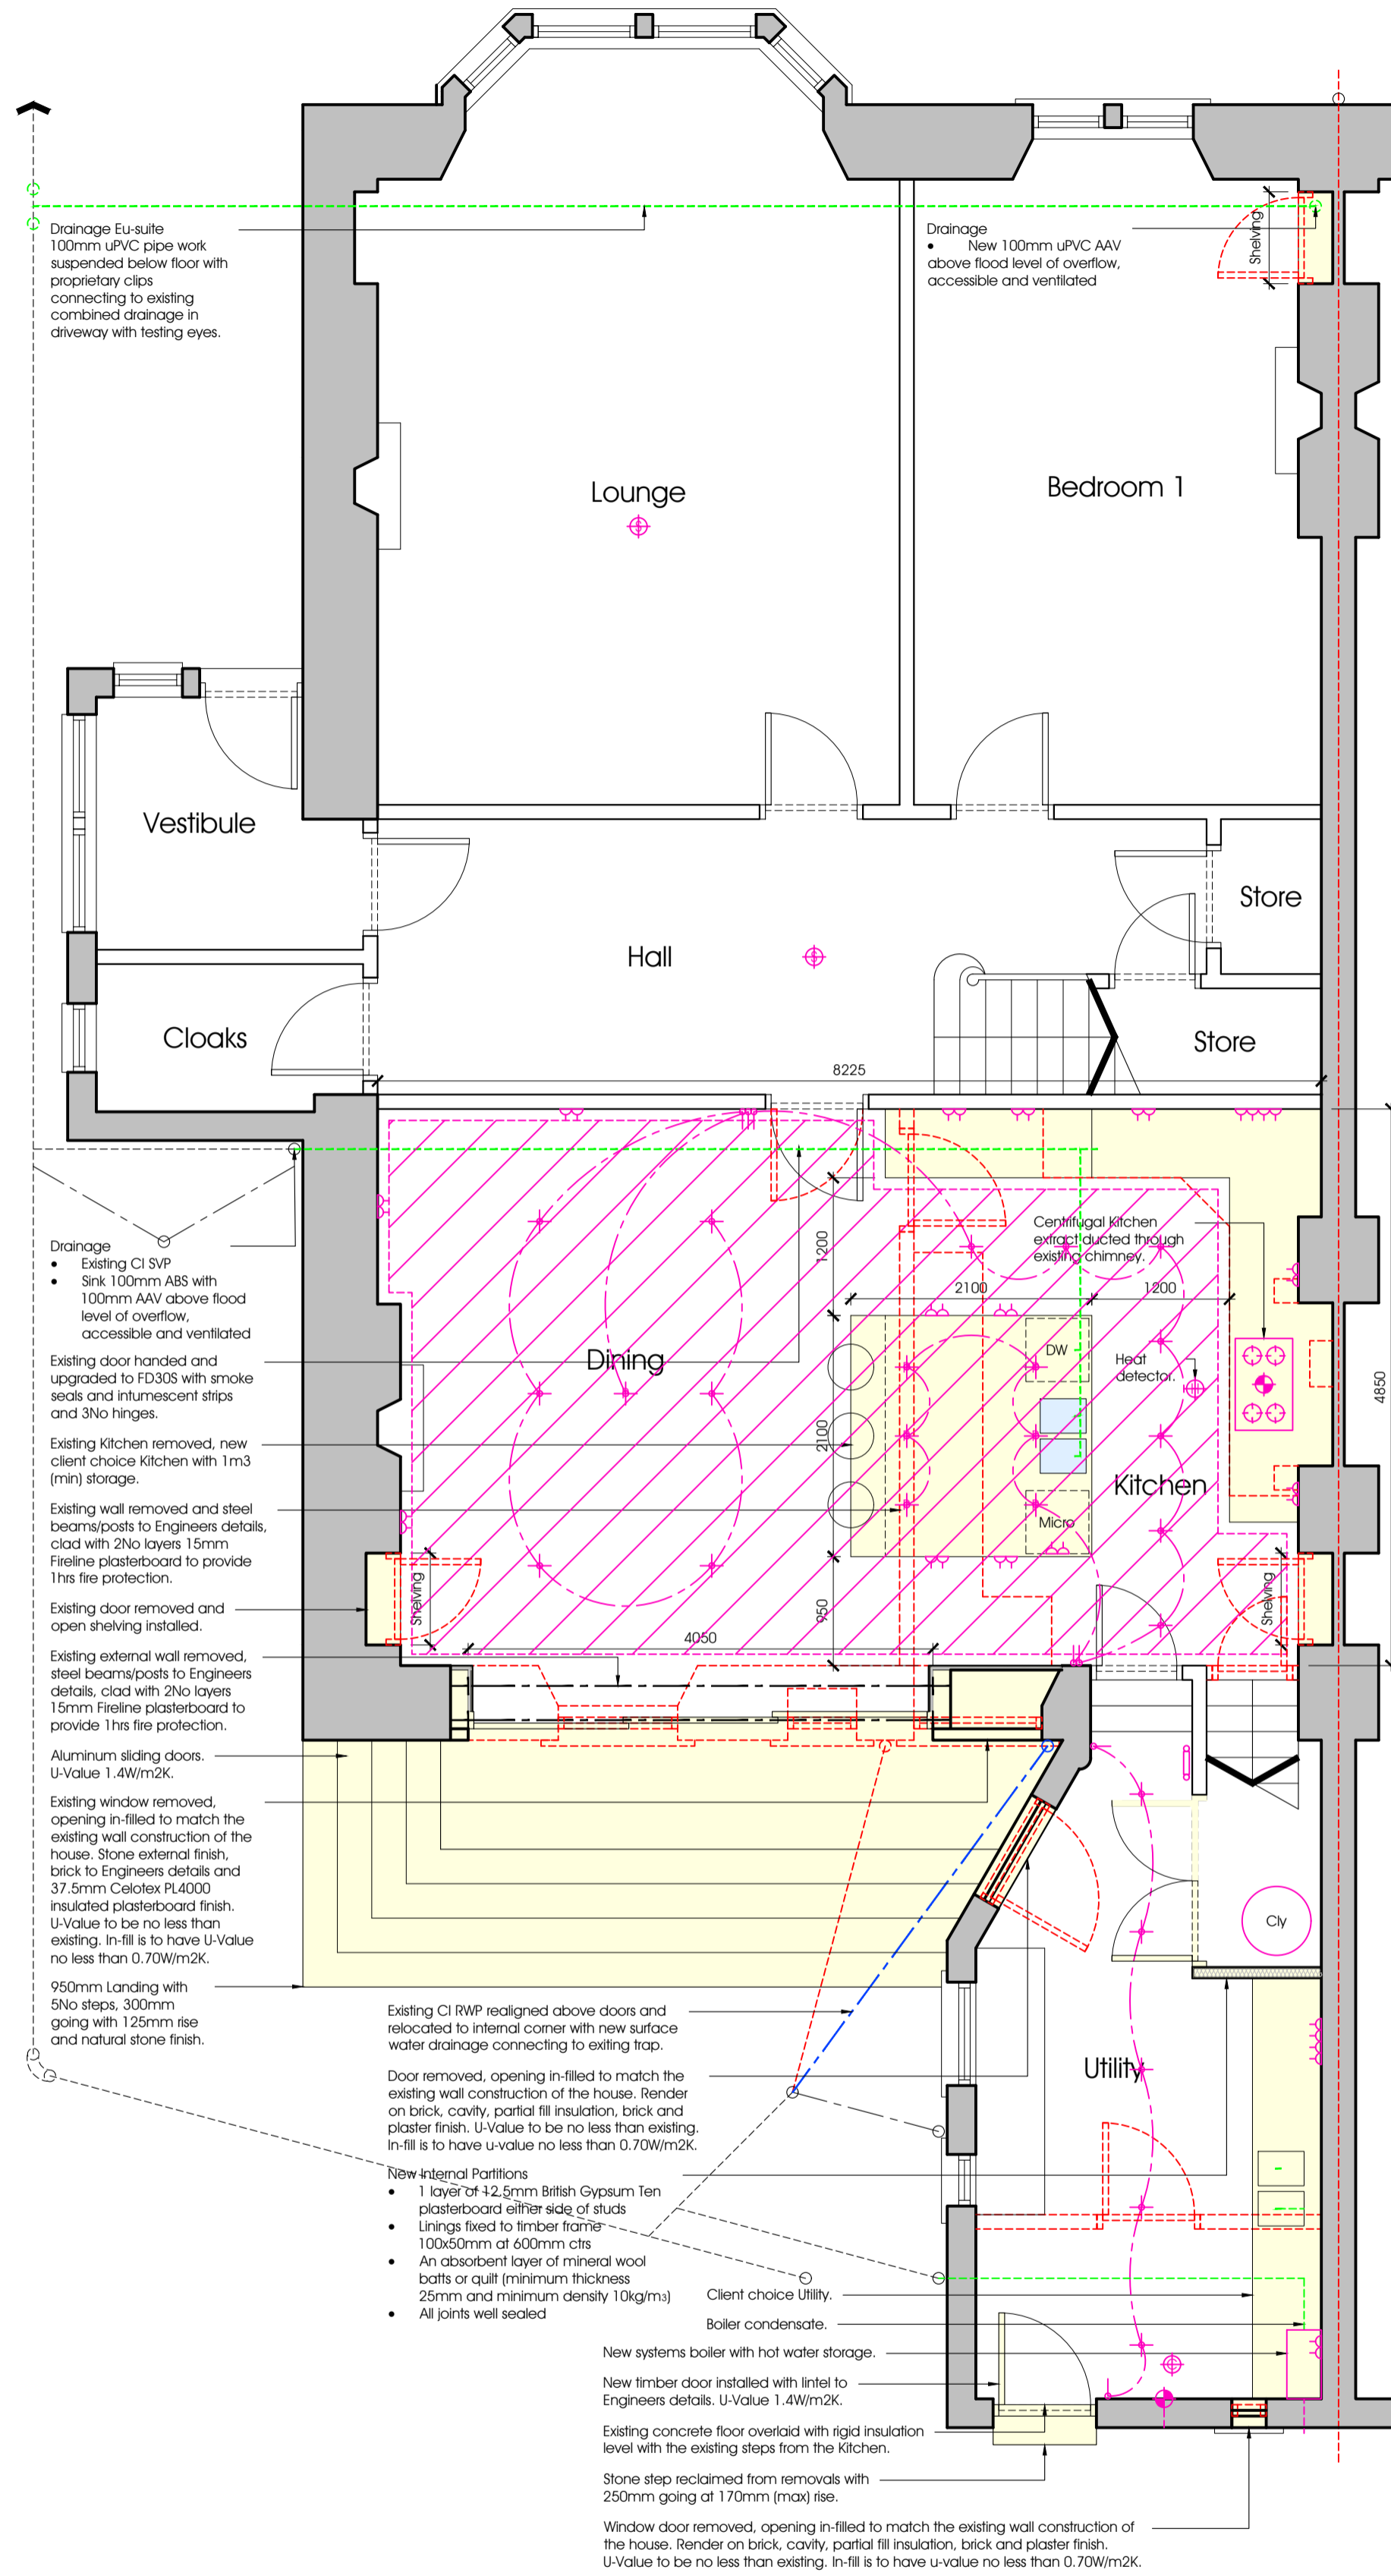 Drainage Eu-suite
100mm uPVC pipe work
suspended below floor with
proprietary clips
connecting to existing
combined drainage in
driveway with testing eyes.
Drainage
• New 100mm uPVC AAV
above flood level of overflow,
accessible and ventilated
Shelving
Lounge
Bedroom 1
Vestibule
Store
Hall
Cloaks
Store
8225
Drainage
• Existing CI SVP
• Sink 100mm ABS with
100mm AAV above flood
level of overflow,
accessible and ventilated
Existing door handed and
upgraded to FD30S with smoke
seals and intumescent strips
and 3No hinges.
Existing Kitchen removed, new
client choice Kitchen with 1m3
(min) storage.
Existing wall removed and steel
beams/posts to Engineers details,
clad with 2No layers 15mm
Fireline plasterboard to provide
1hrs fire protection.
Existing door removed and
open shelving installed.
Existing external wall removed,
steel beams/posts to Engineers
details, clad with 2No layers
15mm Fireline plasterboard to
provide 1hrs fire protection.
Aluminum sliding doors.
U-Value 1.4W/m2K.
Existing window removed,
opening in-filled to match the
existing wall construction of the
house. Stone external finish,
brick to Engineers details and
37.5mm Celotex PL4000
insulated plasterboard finish.
U-Value to be no less than
existing. In-fill is to have U-Value
no less than 0.70W/m2K.
950mm Landing with
5No steps, 300mm
going with 125mm rise
and natural stone finish.
Centrifugal Kitchen
extract ducted through
existing chimney.
1200
2100
1200
Dining
DW
Heat
detector.
4850
2100
Kitchen
Micro
Shelving
950
Shelving
4050
Cly
Existing CI RWP realigned above doors and
relocated to internal corner with new surface
water drainage connecting to exiting trap.
Utility
Door removed, opening in-filled to match the
existing wall construction of the house. Render
on brick, cavity, partial fill insulation, brick and
plaster finish. U-Value to be no less than existing.
In-fill is to have u-value no less than 0.70W/m2K.
New Internal Partitions
• 1 layer of 12.5mm British Gypsum Ten
plasterboard either side of studs
• Linings fixed to timber frame
100x50mm at 600mm ctrs
• An absorbent layer of mineral wool
batts or quilt (minimum thickness
25mm and minimum density 10kg/m3)
• All joints well sealed
Client choice Utility.
Boiler condensate.
New systems boiler with hot water storage.
New timber door installed with lintel to
Engineers details. U-Value 1.4W/m2K.
Existing concrete floor overlaid with rigid insulation
level with the existing steps from the Kitchen.
Stone step reclaimed from removals with
250mm going at 170mm (max) rise.
Window door removed, opening in-filled to match the existing wall construction of
the house. Render on brick, cavity, partial fill insulation, brick and plaster finish.
U-Value to be no less than existing. In-fill is to have u-value no less than 0.70W/m2K.